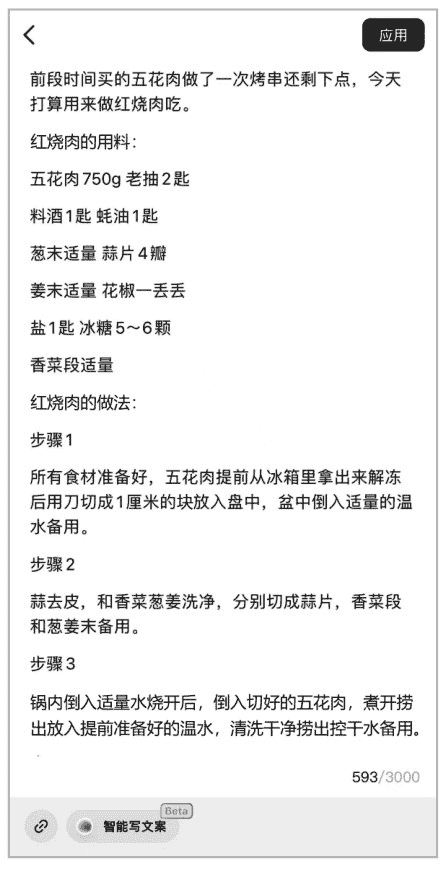 应用
前段时间买的五花肉做了一次烤串还剩下点，今天
打算用来做红烧肉吃。
红烧肉的用料：
五花肉750g 老抽2匙
料酒1匙 蚝油1匙
葱末适量 蒜片4瓣
姜末适量 花椒一丢丢
盐1匙 冰糖5～6颗
香菜段适量
红烧肉的做法：
步骤1
所有食材准备好，五花肉提前从冰箱里拿出来解冻
后用刀切成1厘米的块放入盘中，盆中倒入适量的温
水备用。
步骤2
蒜去皮，和香菜葱姜洗净，分别切成蒜片，香菜段
和葱姜末备用。
步骤3
锅内倒入适量水烧开后，倒入切好的五花肉，煮开捞
出放入提前准备好的温水，清洗干净捞出控干水备用。
593/3000
Beta
智能写文案